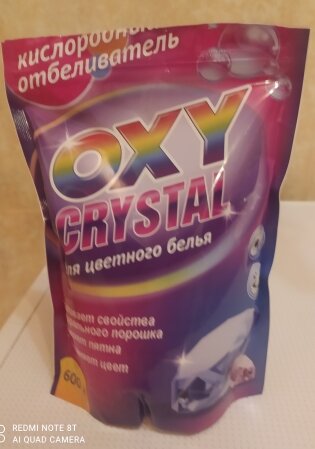 кислородный
отбеливатель
OXY
CRYSTAL
для цветного белья
свойства
порошка
пятна
цвет
600
REDMI NOTE 8T
AI QUAD CAMERA